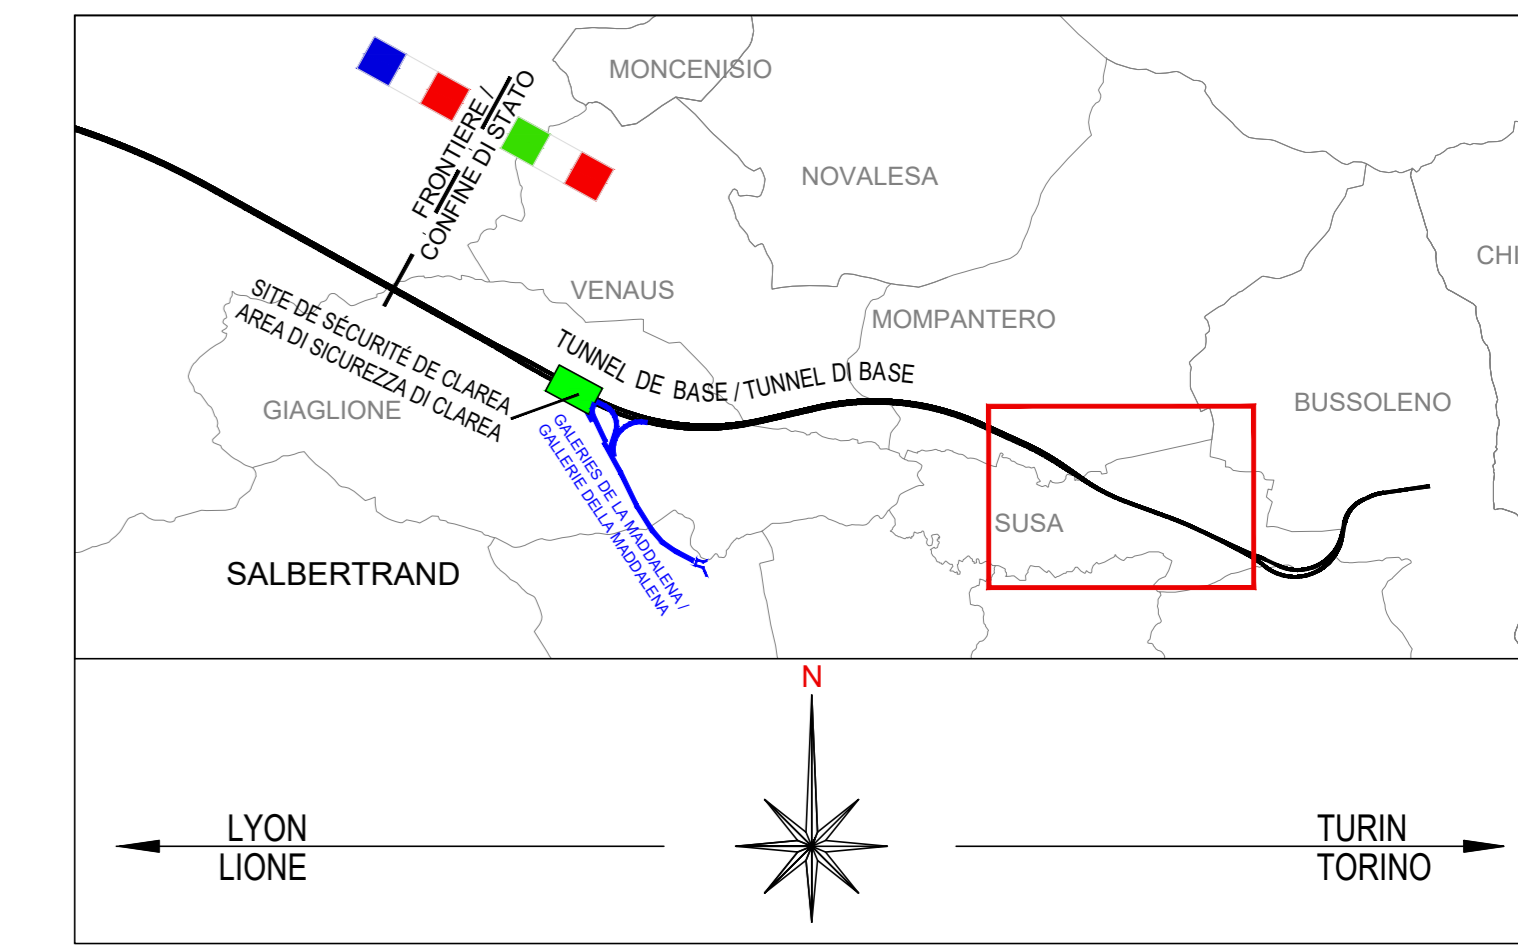 MONCENISIO
FRONTIERE /
CONFINE DI STATO
NOVALESA
CHI
VENAUS
SITE DE SÉCURITÉ DE CLAREA
AREA DI SICUREZZA DI CLAREA
MOMPANTERO
TUNNEL DE BASE / TUNNEL DI BASE
GIAGLIONE
BUSSOLENO
GALERIES DE LA MADDALENA /
GALLERIE DELLA MADDALENA
SUSA
SALBERTRAND
N
LYON
LIONE
TURIN
TORINO